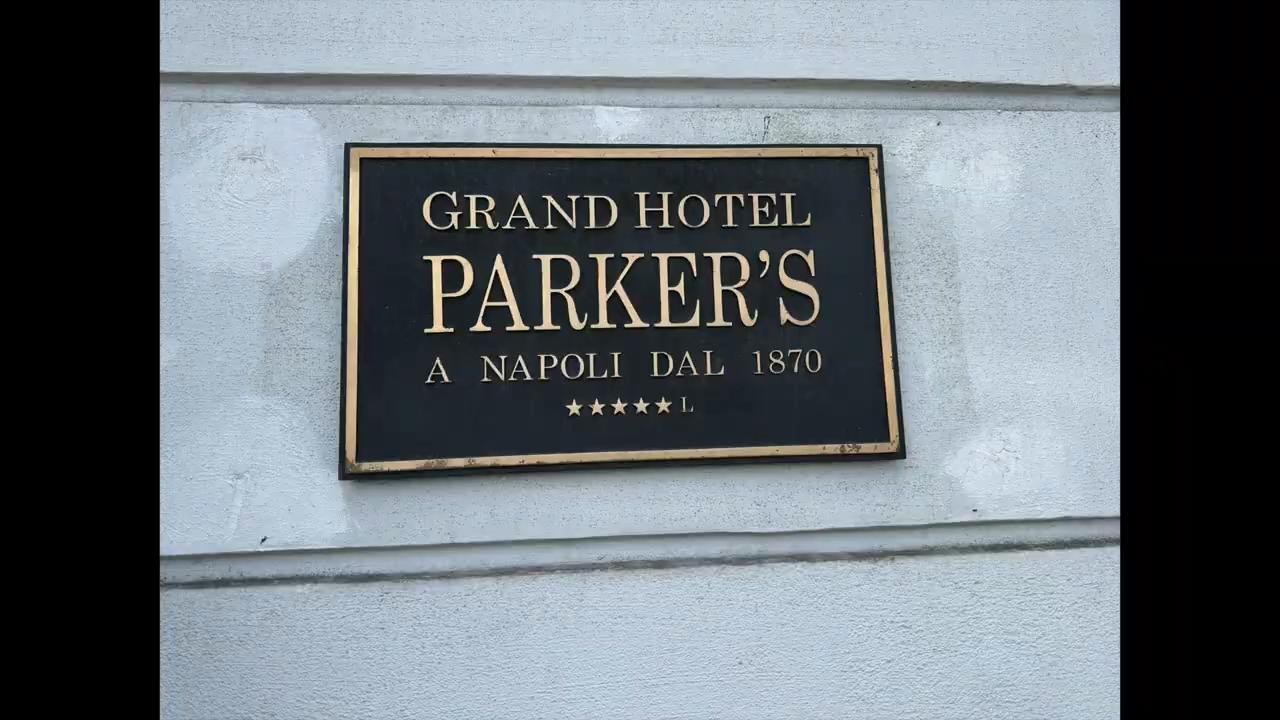 GRAND HOTEL
PARKER'S
A NAPOLI DAL 1870
★★★★★L